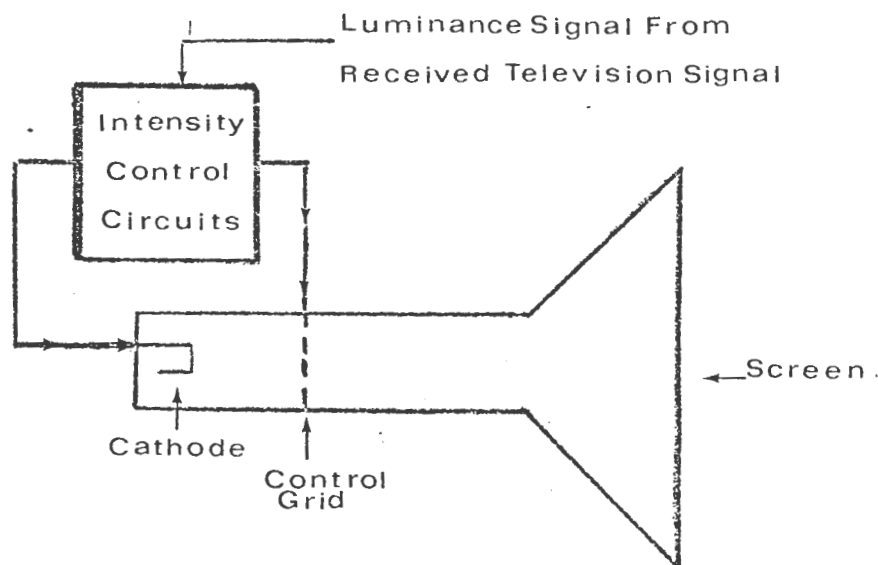 Luminance Signal From
Received Television Signal
Intensity
Control
Circuits
Screen.
Cathode
Control
Grid